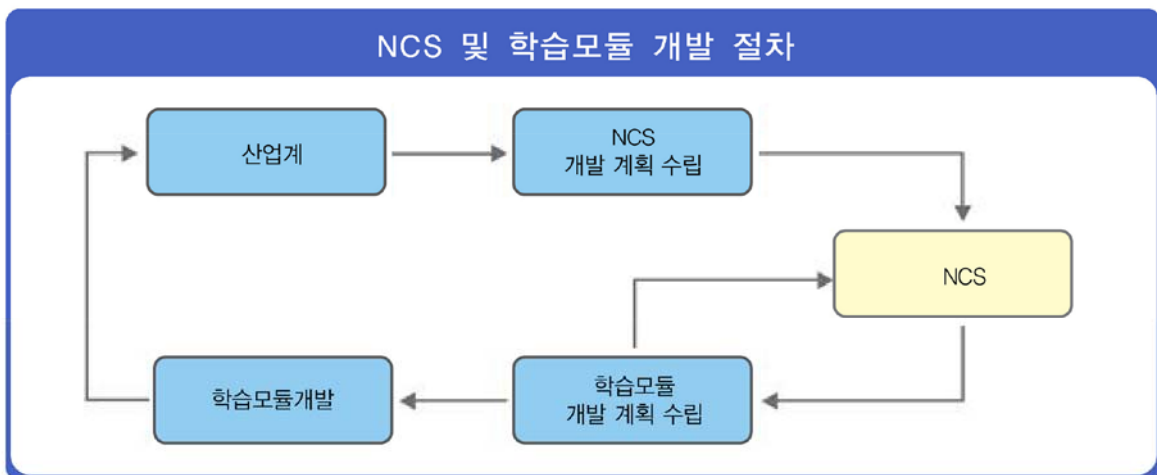 NCS 및 학습모듈 개발 절차
산업계
NCS
개발 계획 수립
NCS
학습모듈
개발 계획 수립
학습모듈개발